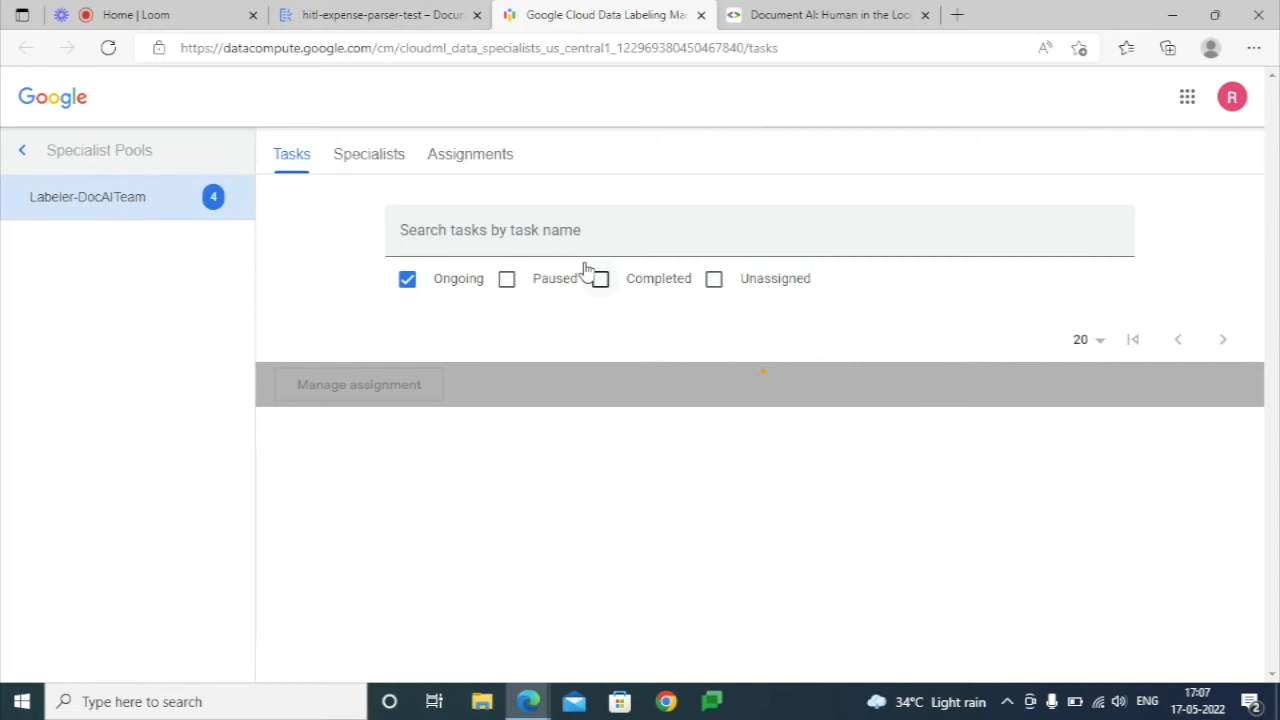 Home | Loom
hitl-expense-parser-test – Docum
Google Cloud Data Labeling Ma
Document AI: Human in the Loo
https://datacompute.google.com/cm/cloudml_data_specialists_us_central1_122969380450467840/tasks
Google
R
Specialist Pools
Labeler-DocAITeam
4
Tasks
Specialists
Assignments
Search tasks by task name
Ongoing
Paused
Completed
Unassigned
20
Manage assignment
Type here to search
34°C Light rain
ENG
17:07
17-05-2022
2